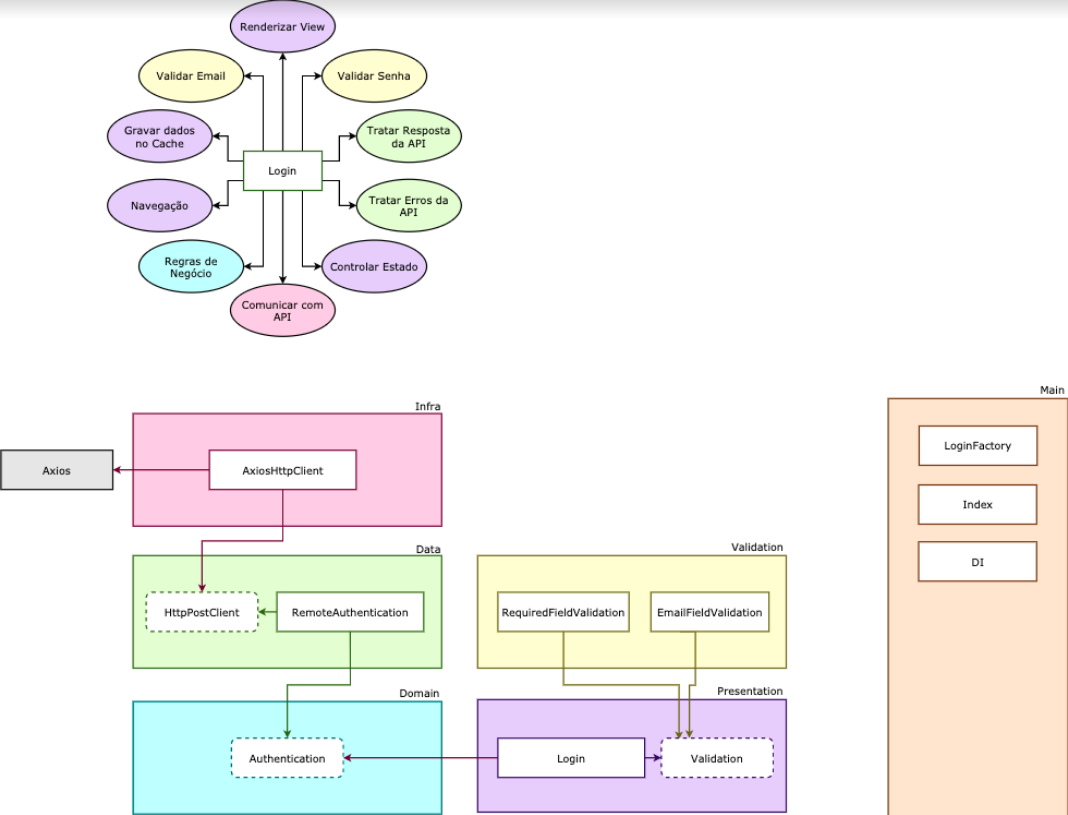 Renderizar View
Validar Email
Validar Senha
Gravar dados
no Cache
Tratar Resposta
da API
Login
Navegação
Tratar Erros da
API
Regras de
Negócio
Controlar Estado
Comunicar com
API
Main
Infra
LoginFactory
Axios
AxiosHttpClient
Index
Data
Validation
DI
HttpPostClient
RemoteAuthentication
RequiredFieldValidation
EmailFieldValidation
Domain
Presentation
Authentication
Login
Validation